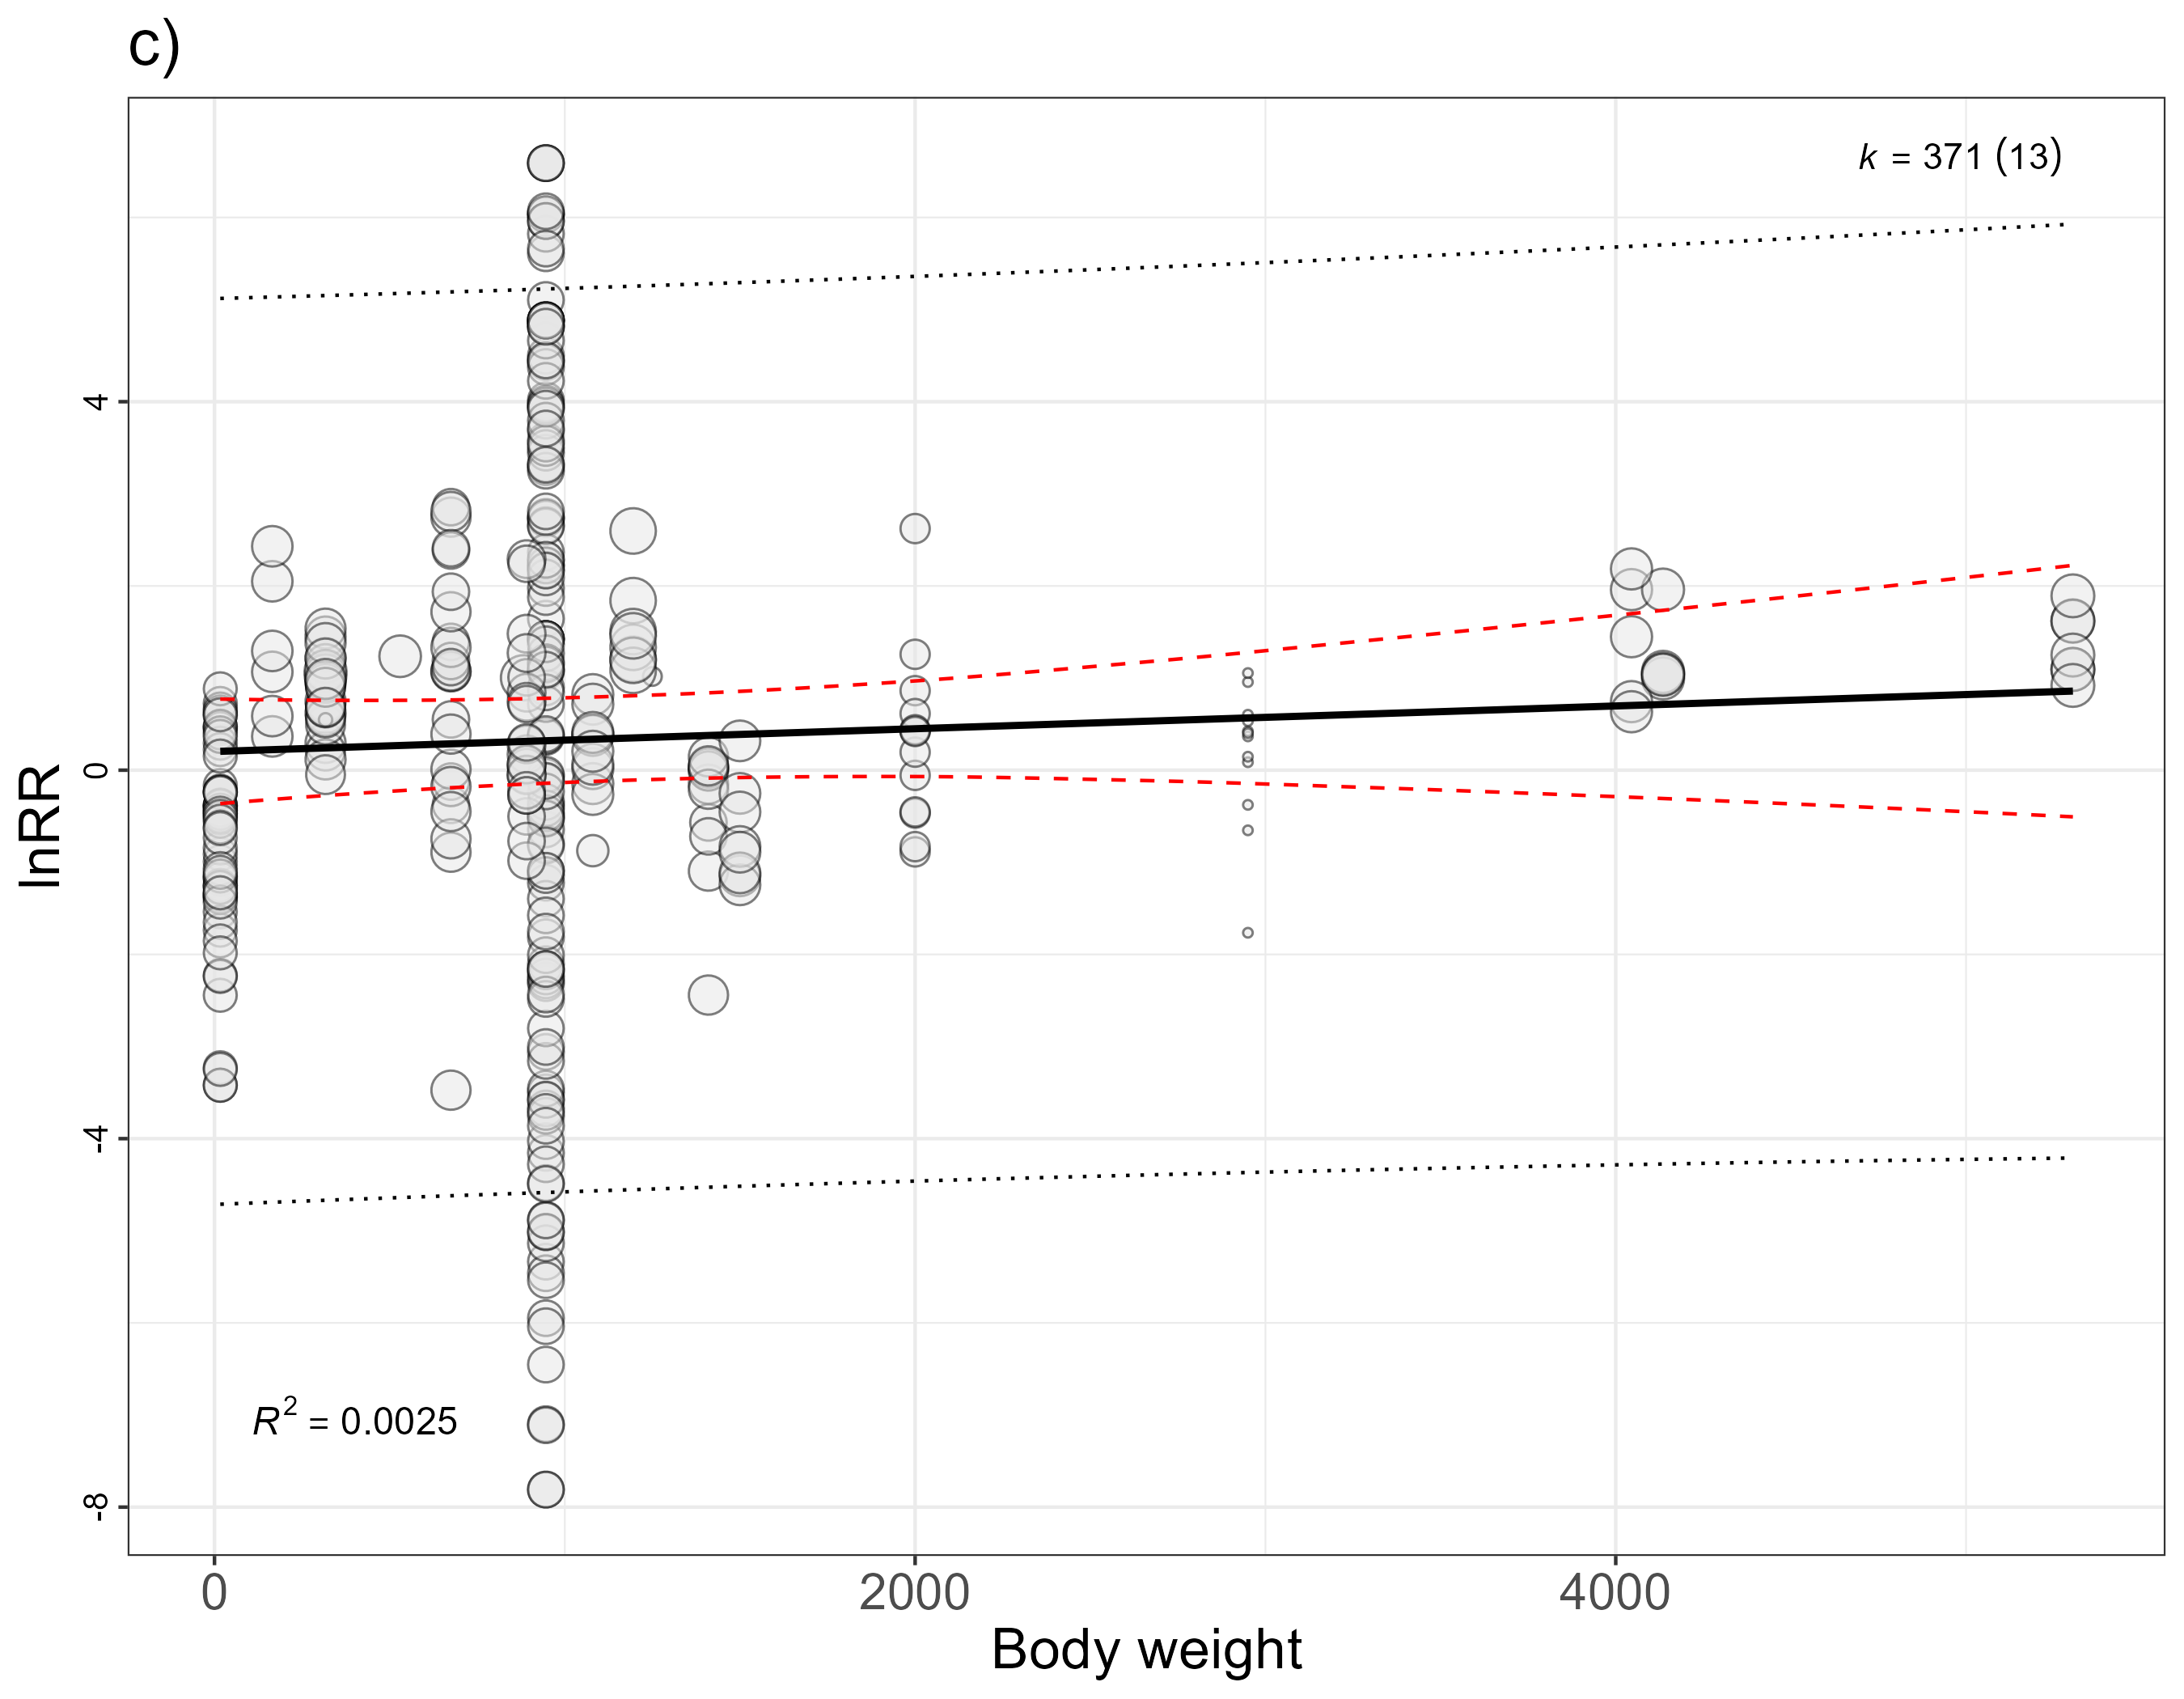 c)
k = 371 (13)
4
0
-4
-8
lnRR
R² = 0.0025
0 2000 4000
Body weight